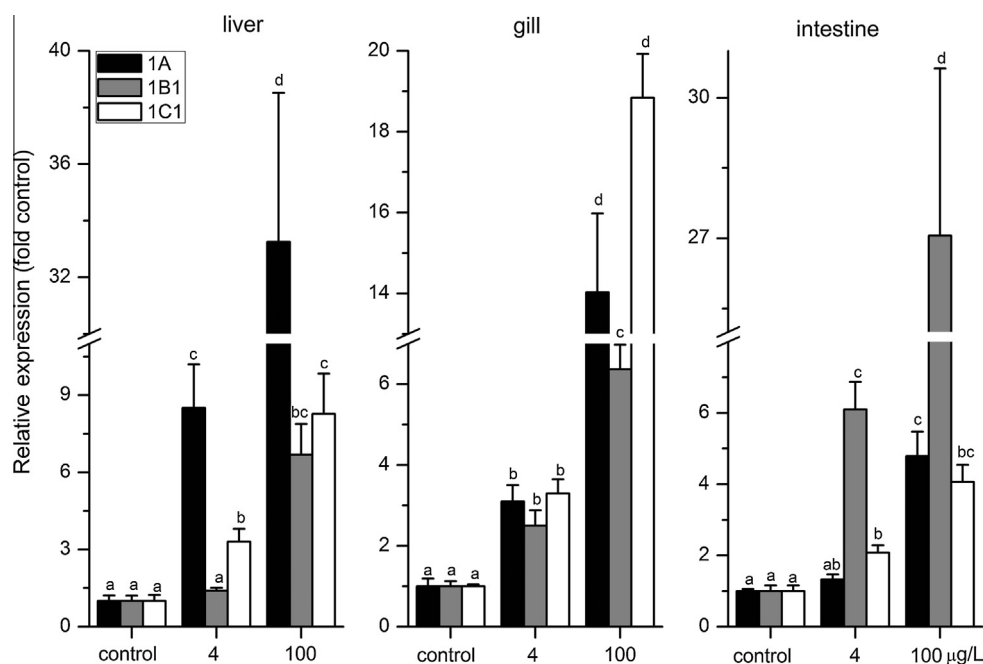 liver
gill
intestine
Relative expression (fold control)
1A
1B1
1C1
40
36
32
9
6
3
0
a a a
c
a
b
d
bc
c
control
4
100
20
18
16
14
6
4
2
0
a a a
b
b
b
d
c
d
control
4
100
30
27
6
4
2
0
a a a
ab
c
b
c
d
bc
control
4
100 µg/L